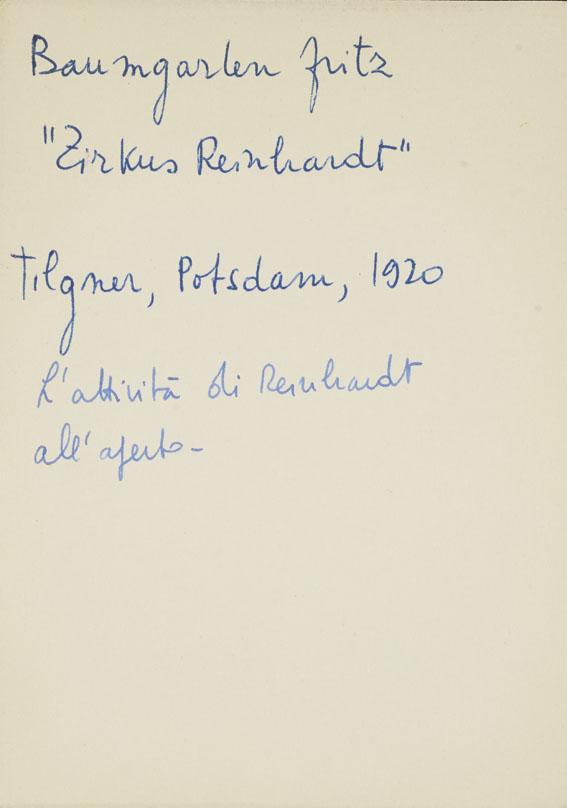 Baumgarten Fritz
"Zirkus Reinhardt"
Tilgner, Potsdam, 1920
L'attività di Reinhardt
all'aperto -